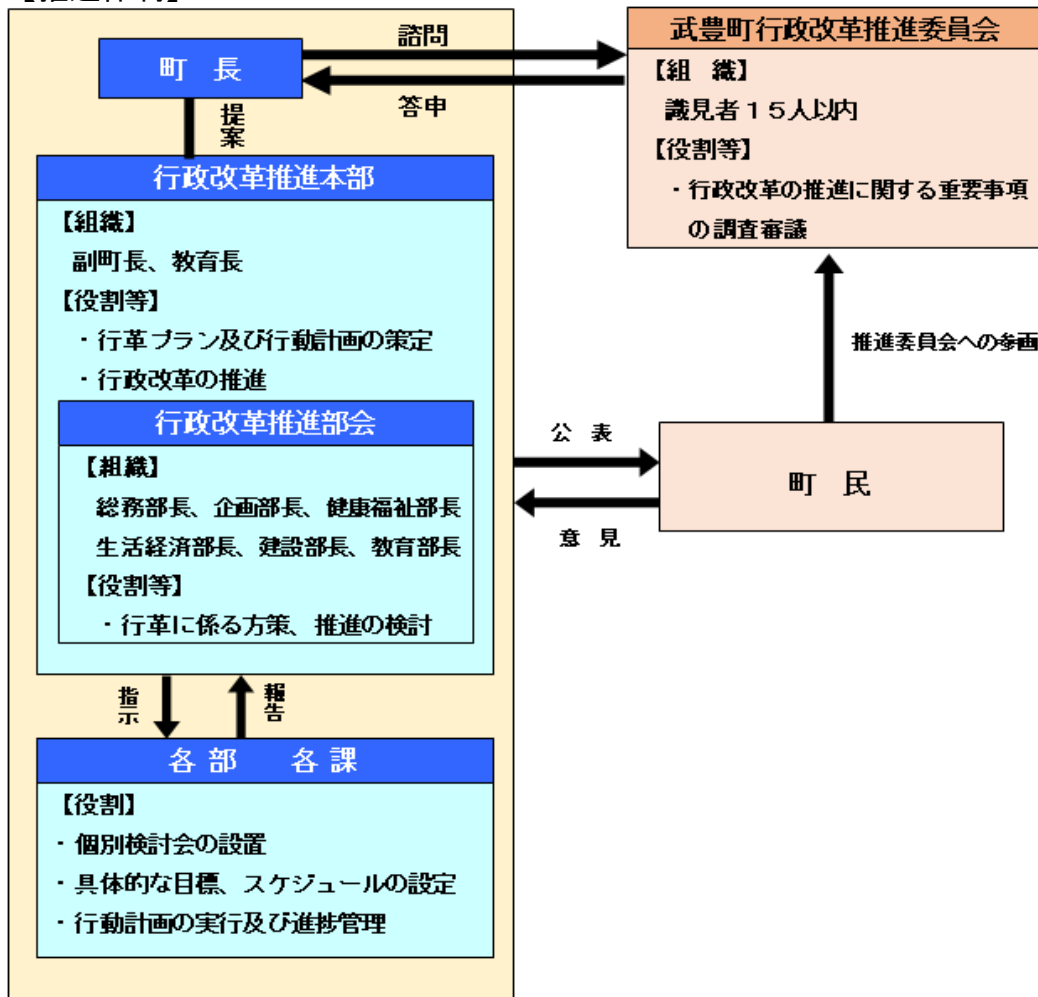 町 長
諮問
答申
提案
行政改革推進本部
【組織】
副町長、教育長
【役割等】
・行革プラン及び行動計画の策定
・行政改革の推進
行政改革推進部会
【組織】
総務部長、企画部長、健康福祉部長
生活経済部長、建設部長、教育部長
【役割等】
・行革に係る方策、推進の検討
指示
報告
各 部 各 課
【役割】
・個別検討会の設置
・具体的な目標、スケジュールの設定
・行動計画の実行及び進捗管理
武豊町行政改革推進委員会
【組 織】
識見者15人以内
【役割等】
・行政改革の推進に関する重要事項
の調査審議
推進委員会への参画
公 表
意 見
町 民